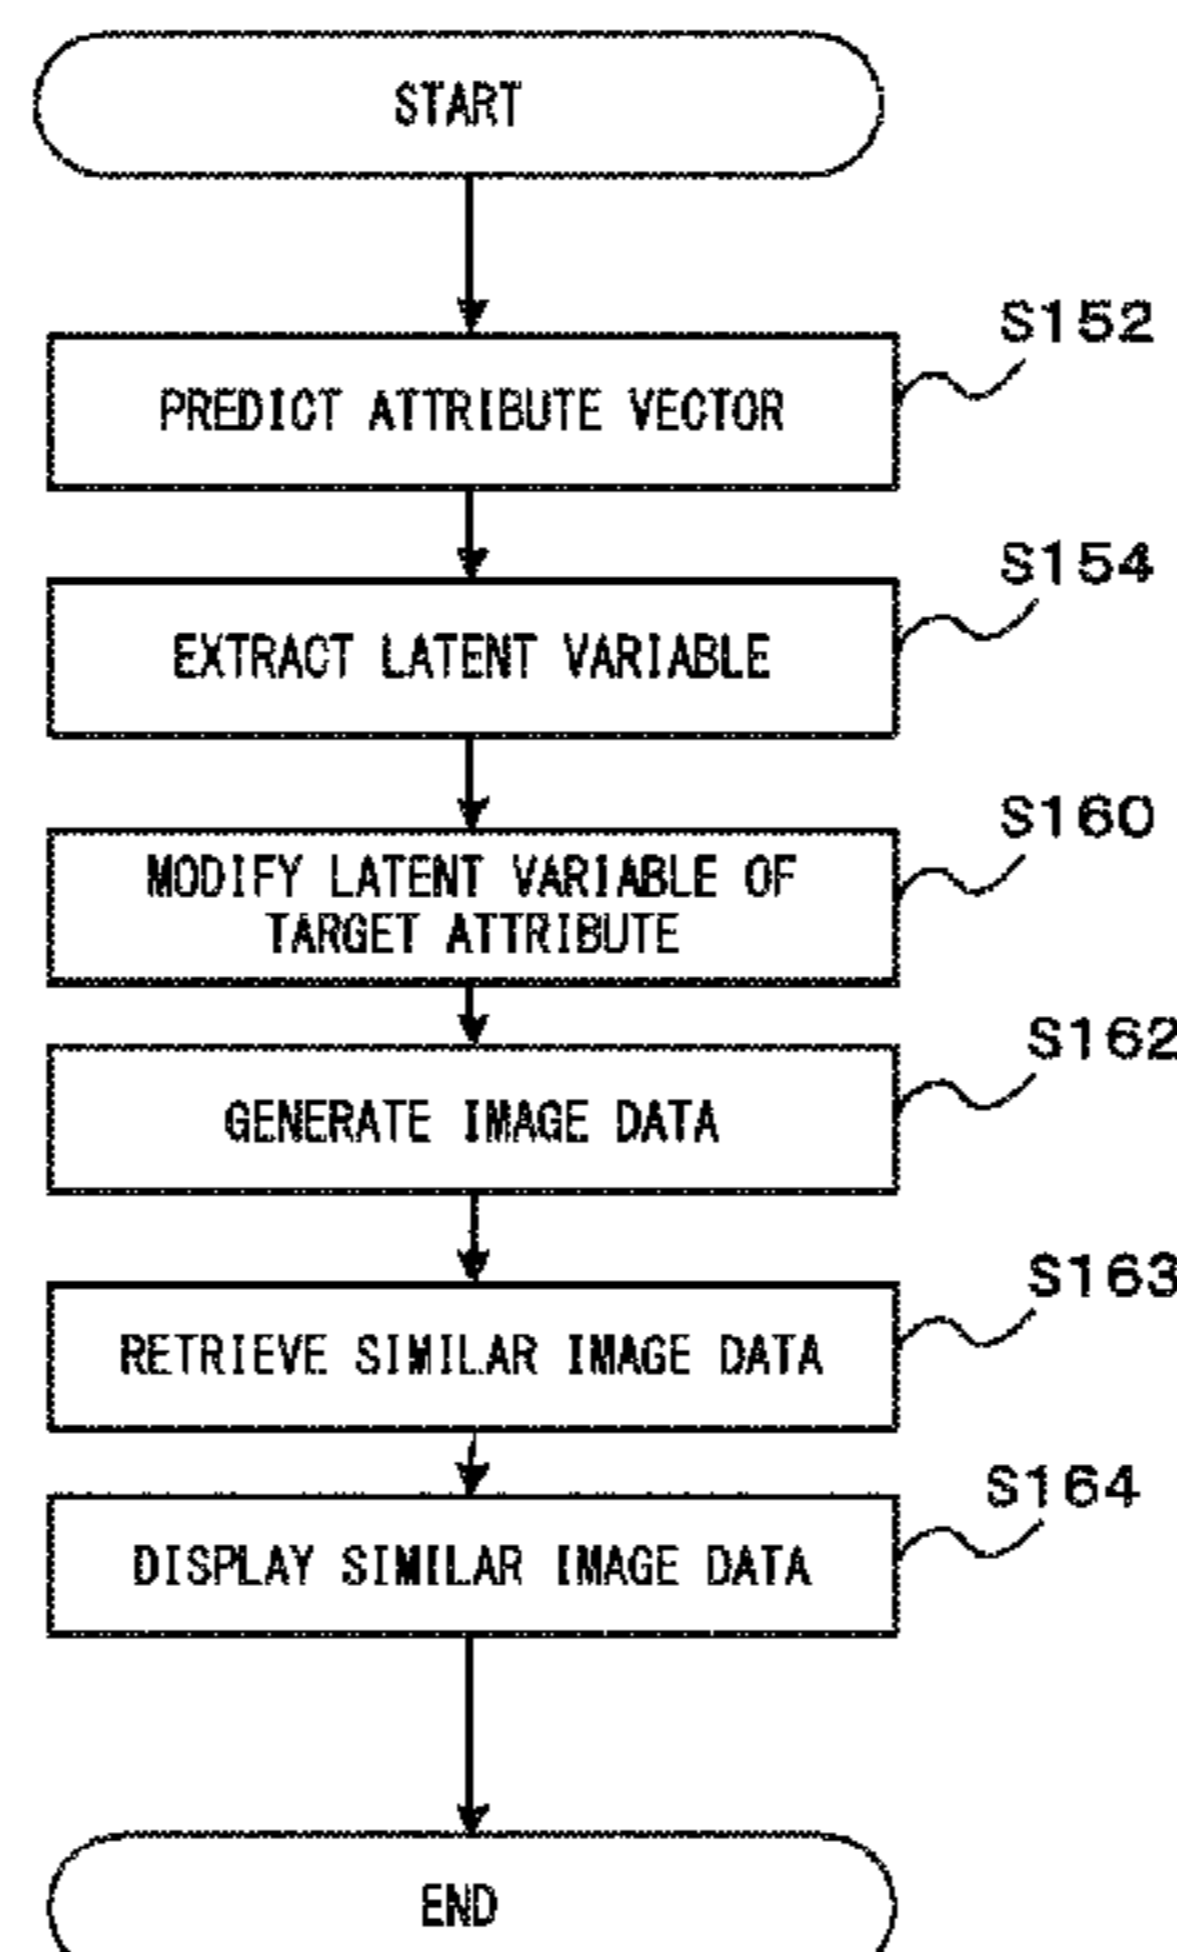 START
S152
PREDICT ATTRIBUTE VECTOR
S154
EXTRACT LATENT VARIABLE
S160
MODIFY LATENT VARIABLE OF
TARGET ATTRIBUTE
S162
GENERATE IMAGE DATA
S163
RETRIEVE SIMILAR IMAGE DATA
S164
DISPLAY SIMILAR IMAGE DATA
END